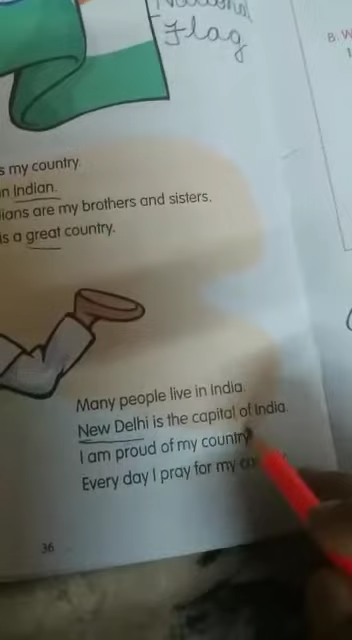 National
Flag
B. W
s my country.
n Indian.
ians are my brothers and sisters.
is a great country.
Many people live in India.
New Delhi is the capital of India
I am proud of my country
Every day I pray for my
36